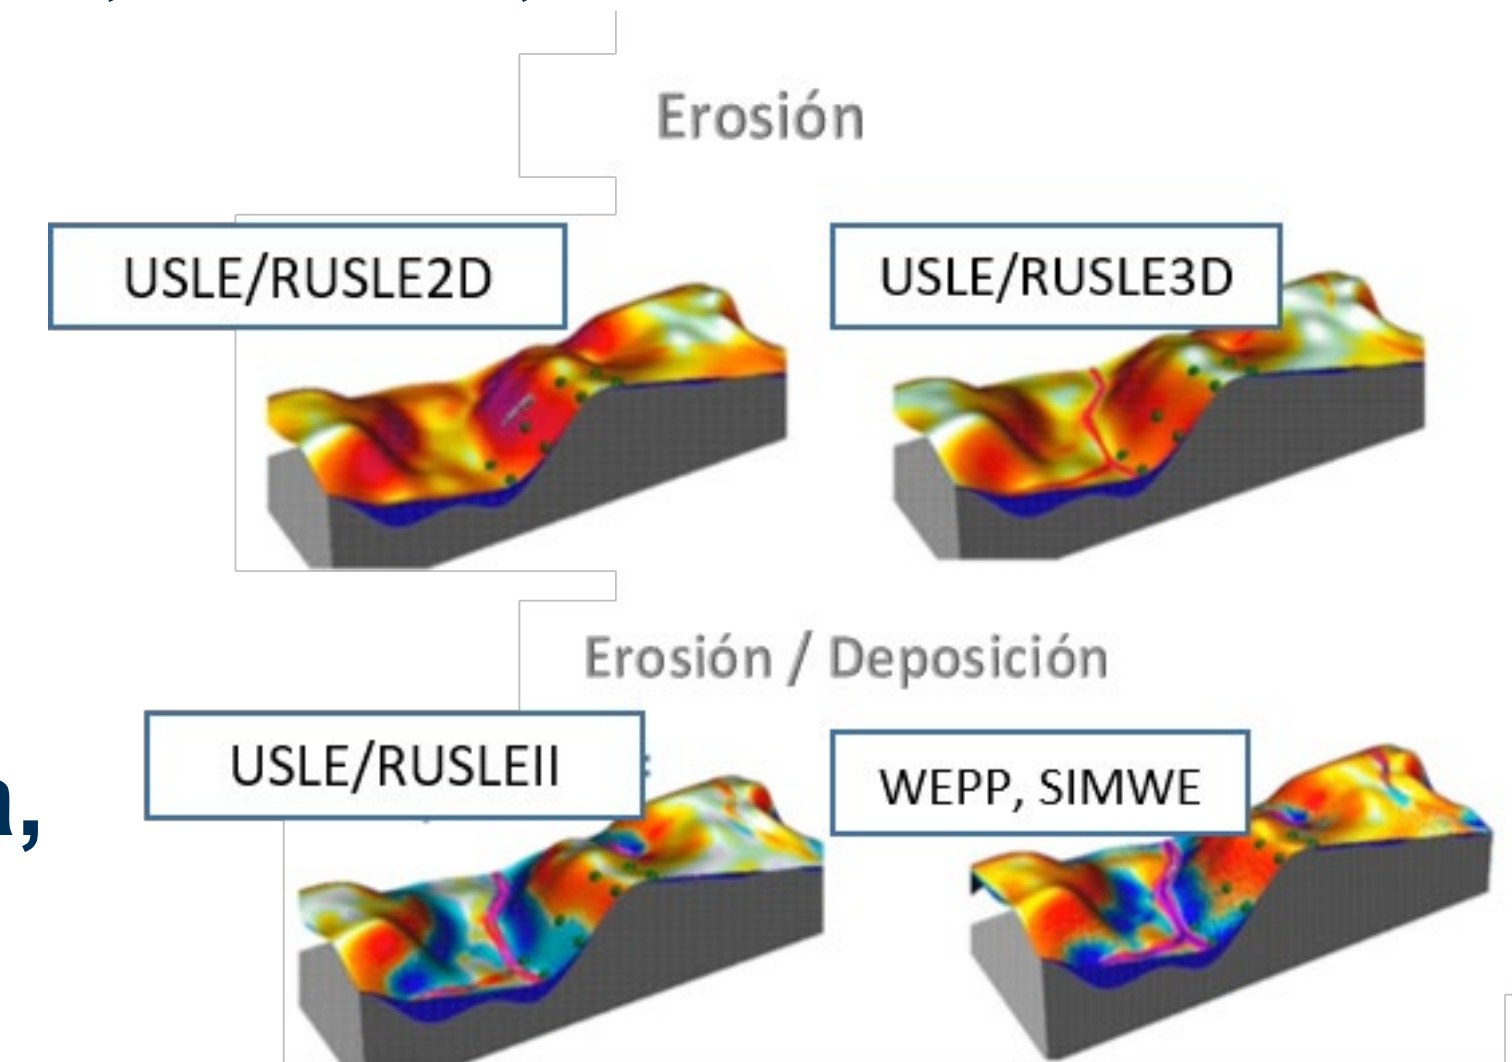 Erosión
USLE/RUSLE2D
USLE/RUSLE3D
Erosión / Deposición
USLE/RUSLEII
WEPP, SIMWE